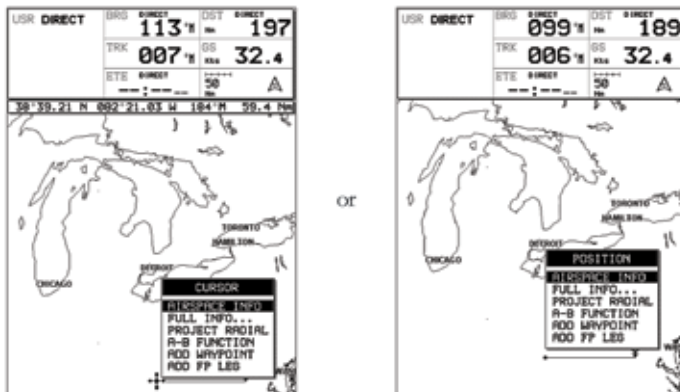 USR DIRECT
BRG DIRECT 113°M
DST DIRECT Nm 197
TRK 007°M
GS Kts 32.4
ETE DIRECT --:--
50 Nm
38°39.21 N 082°21.03 W 184°M 59.4 Nm
TORONTO
HAMILTON
DETROIT
CHICAGO
CURSOR
AIRSPACE INFO
FULL INFO...
PROJECT RADIAL
A-B FUNCTION
ADD WAYPOINT
ADD FP LEG
or
USR DIRECT
BRG DIRECT 099°M
DST DIRECT Nm 189
TRK 006°M
GS Kts 32.4
ETE DIRECT --:--
50 Nm
TORONTO
HAMILTON
DETROIT
CHICAGO
POSITION
AIRSPACE INFO
FULL INFO...
PROJECT RADIAL
A-B FUNCTION
ADD WAYPOINT
ADD FP LEG